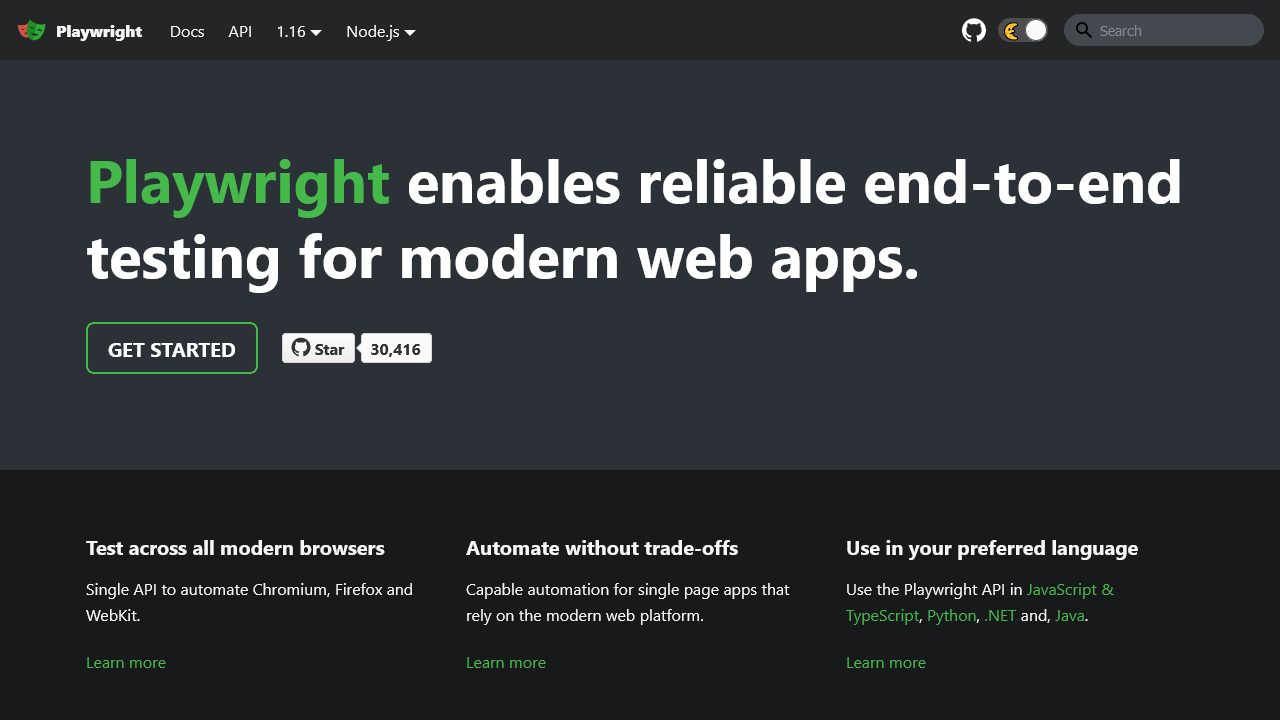 Playwright Docs API 1.16 Node.js Search
Playwright enables reliable end-to-end
testing for modern web apps.
GET STARTED Star 30,416
Test across all modern browsers
Single API to automate Chromium, Firefox and
WebKit.
Learn more
Automate without trade-offs
Capable automation for single page apps that
rely on the modern web platform.
Learn more
Use in your preferred language
Use the Playwright API in JavaScript &
TypeScript, Python, .NET and, Java.
Learn more